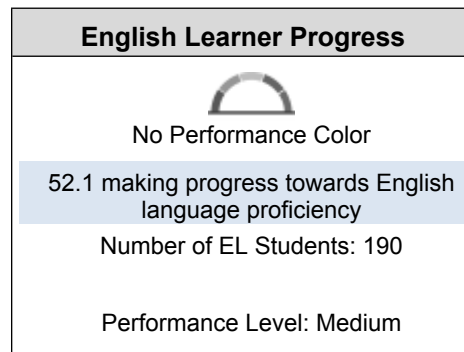 English Learner Progress
No Performance Color
52.1 making progress towards English
language proficiency
Number of EL Students: 190
Performance Level: Medium